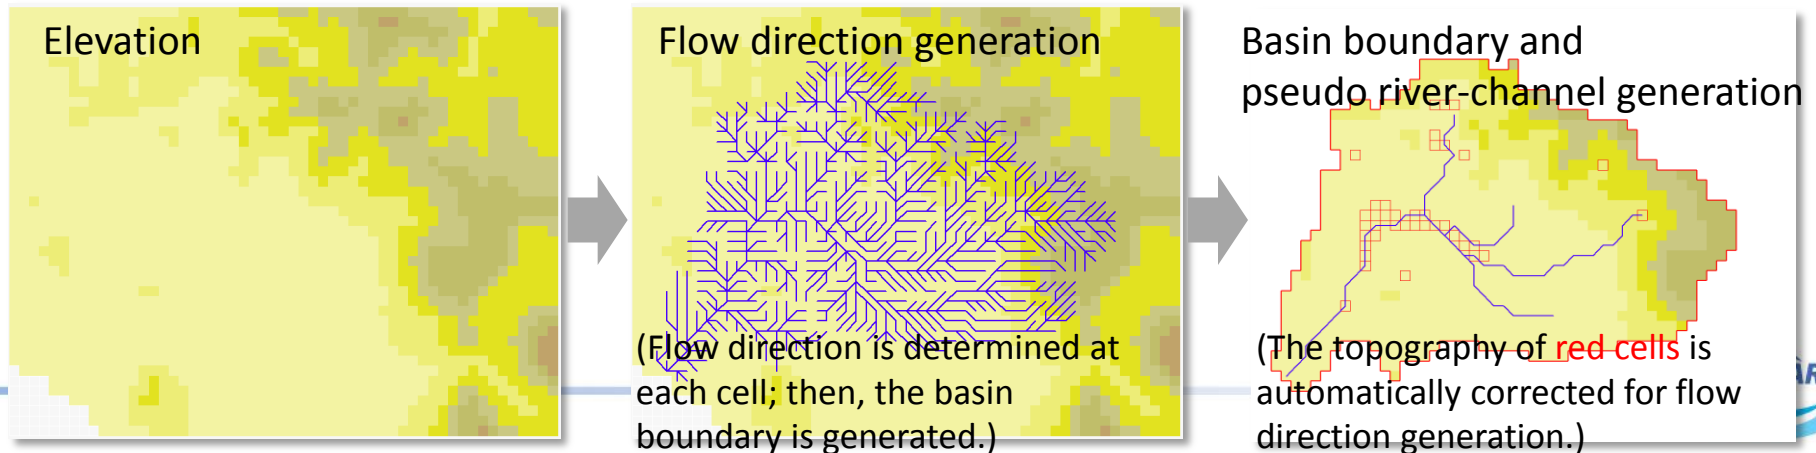 Elevation
Flow direction generation
(Flow direction is determined at
each cell; then, the basin
boundary is generated.)
Basin boundary and
pseudo river-channel generation
(The topography of red cells is
automatically corrected for flow
direction generation.)